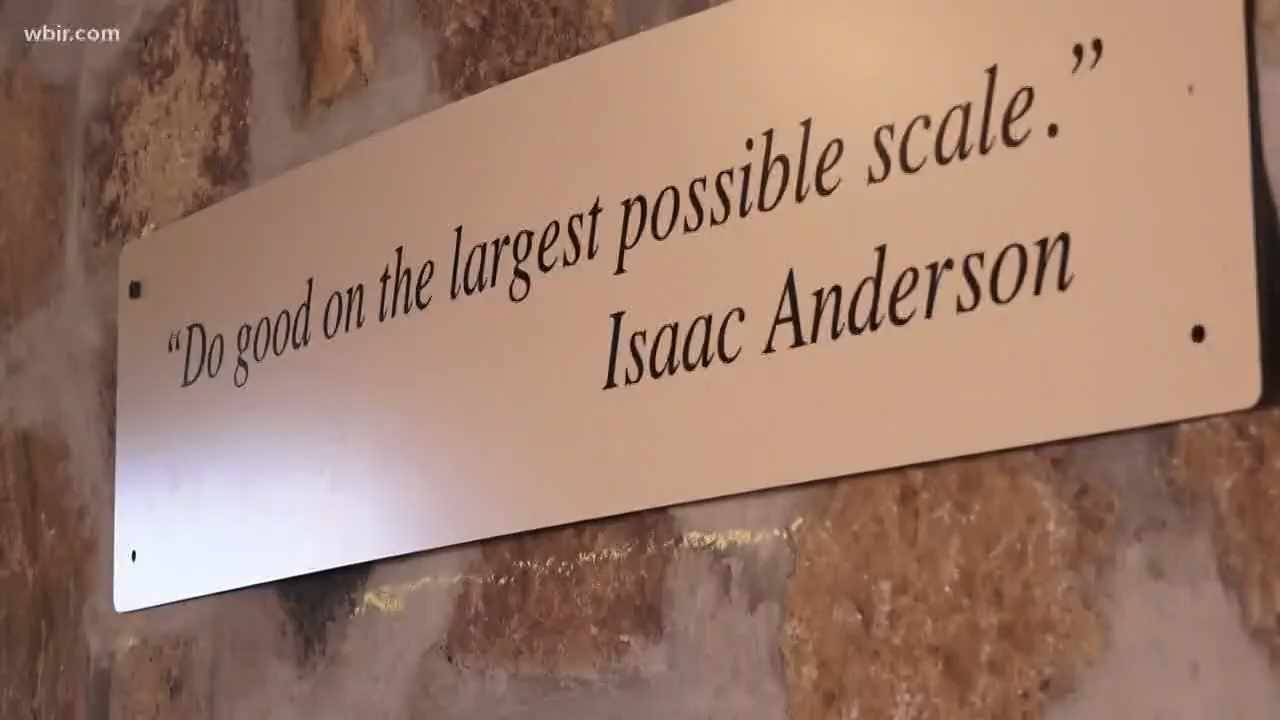 wbir.com
“Do good on the largest possible scale.”
Isaac Anderson